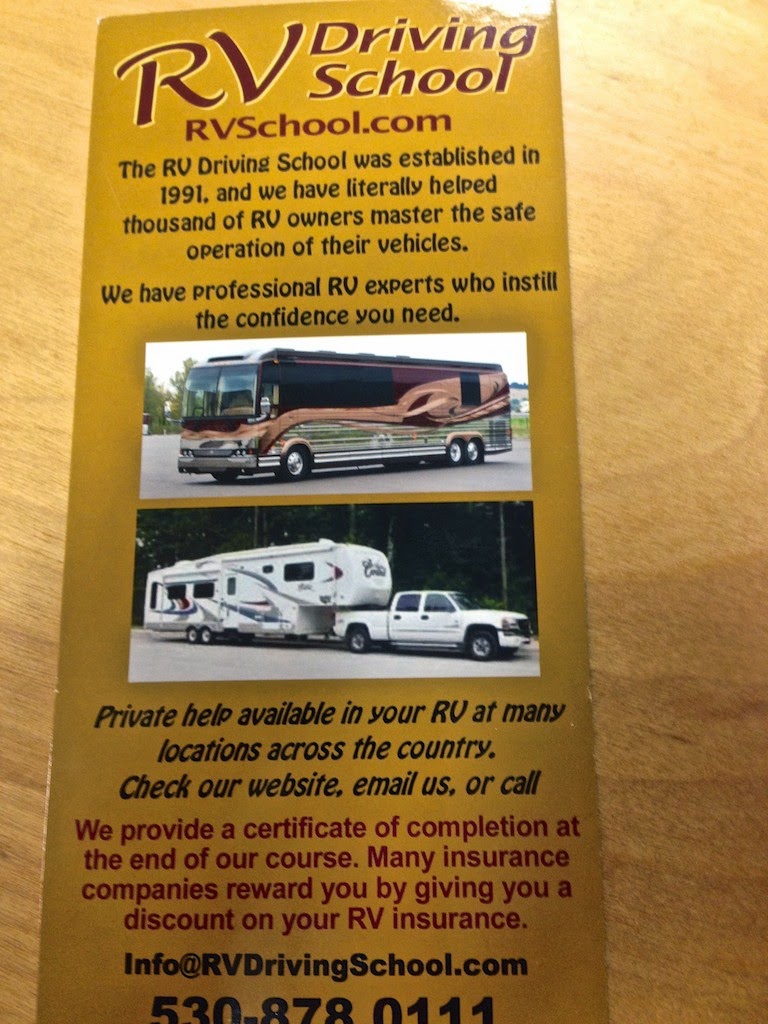 RV Driving
School
RVSchool.com
The RV Driving School was established in
1991, and we have literally helped
thousand of RV owners master the safe
operation of their vehicles.
We have professional RV experts who instill
the confidence you need.
Private help available in your RV at many
locations across the country.
Check our website, email us, or call
We provide a certificate of completion at
the end of our course. Many insurance
companies reward you by giving you a
discount on your RV insurance.
Info@RVDrivingSchool.com
530-878 0111